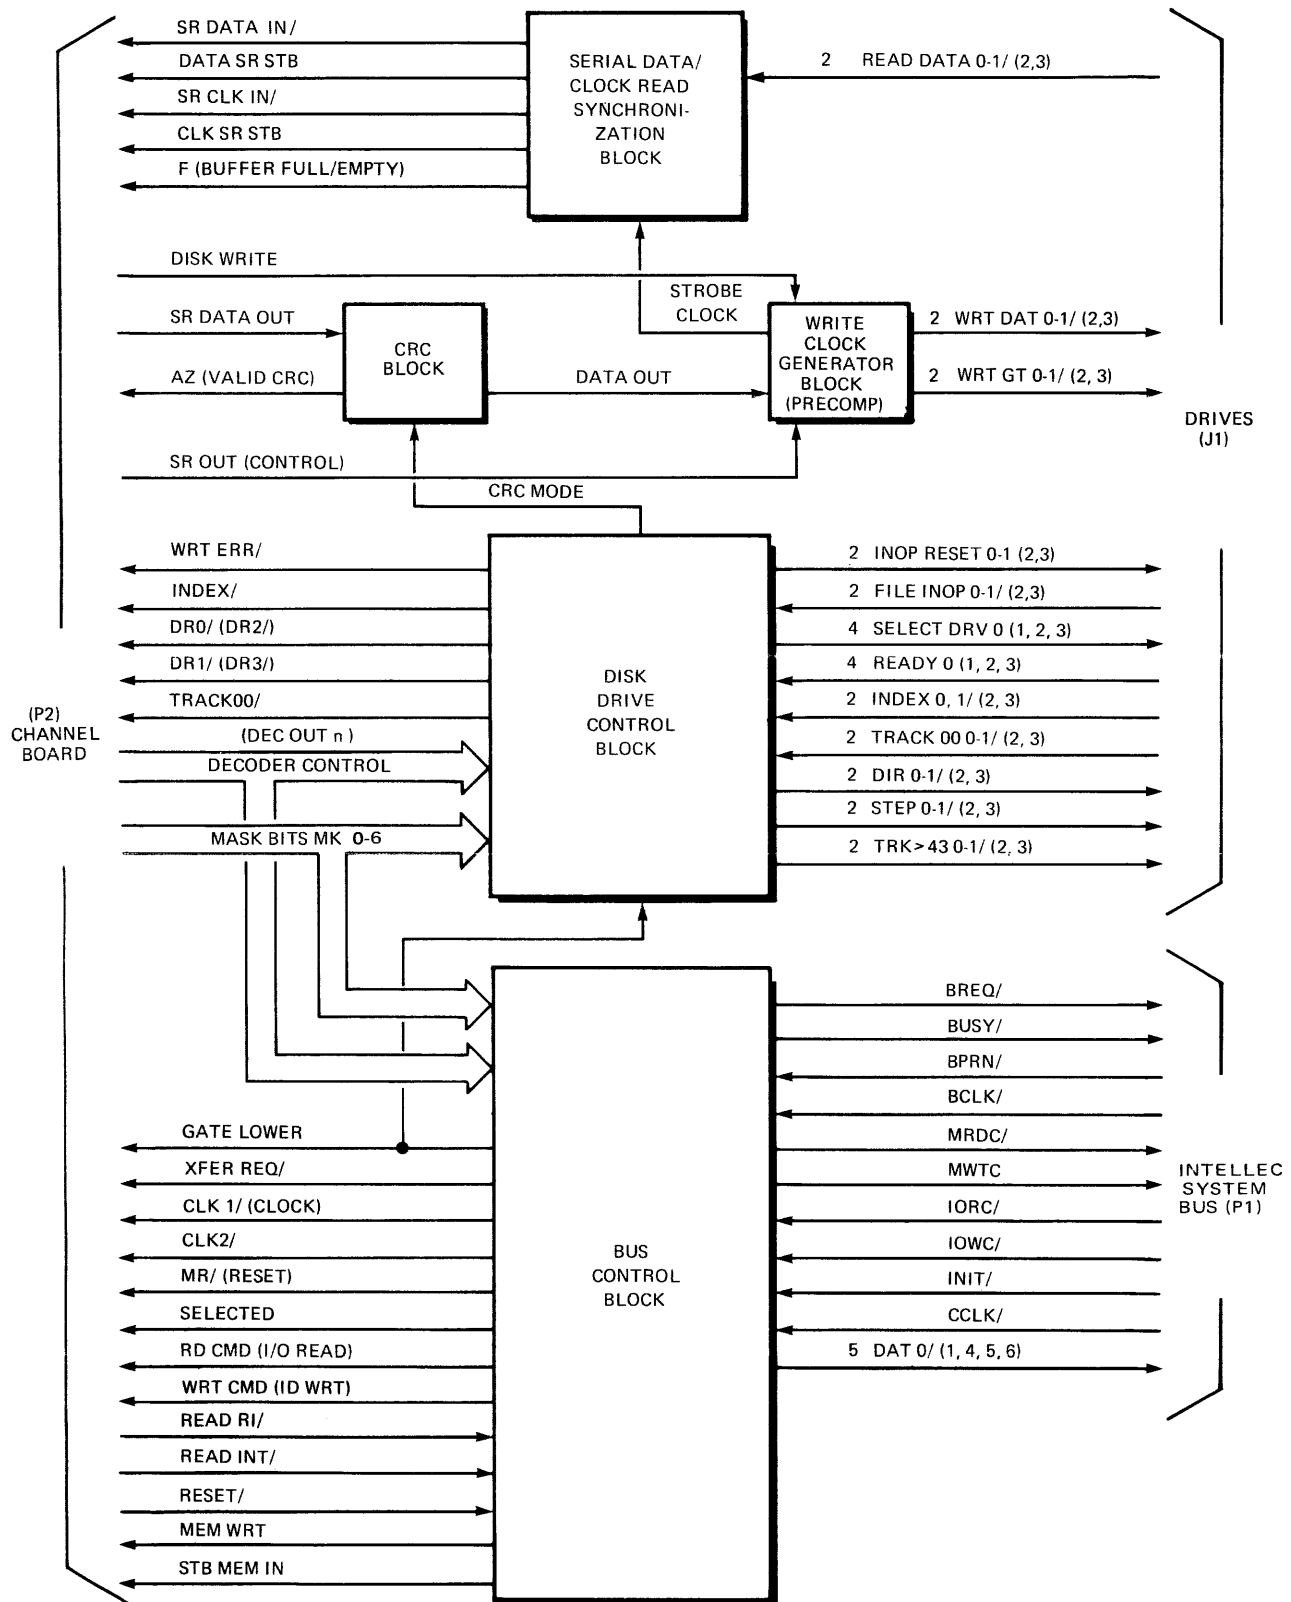 SR DATA IN/
DATA SR STB
SR CLK IN/
CLK SR STB
F (BUFFER FULL/EMPTY)
SERIAL DATA/
CLOCK READ
SYNCHRONI-
ZATION
BLOCK
2 READ DATA 0-1/ (2,3)
DISK WRITE
STROBE
CLOCK
SR DATA OUT
AZ (VALID CRC)
CRC
BLOCK
DATA OUT
WRITE
CLOCK
GENERATOR
BLOCK
(PRECOMP)
2 WRT DAT 0-1/ (2,3)
2 WRT GT 0-1/ (2, 3)
DRIVES
(J1)
SR OUT (CONTROL)
CRC MODE
WRT ERR/
INDEX/
DR0/ (DR2/)
DR1/ (DR3/)
TRACK00/
(DEC OUT n )
DECODER CONTROL
MASK BITS MK 0-6
(P2)
CHANNEL
BOARD
DISK
DRIVE
CONTROL
BLOCK
2 INOP RESET 0-1 (2,3)
2 FILE INOP 0-1/ (2,3)
4 SELECT DRV 0 (1, 2, 3)
4 READY 0 (1, 2, 3)
2 INDEX 0, 1/ (2, 3)
2 TRACK 00 0-1/ (2, 3)
2 DIR 0-1/ (2, 3)
2 STEP 0-1/ (2, 3)
2 TRK>43 0-1/ (2, 3)
GATE LOWER
XFER REQ/
CLK 1/ (CLOCK)
CLK2/
MR/ (RESET)
SELECTED
RD CMD (I/O READ)
WRT CMD (ID WRT)
READ RI/
READ INT/
RESET/
MEM WRT
STB MEM IN
BUS
CONTROL
BLOCK
BREQ/
BUSY/
BPRN/
BCLK/
MRDC/
MWTC
IORC/
IOWC/
INIT/
CCLK/
5 DAT 0/ (1, 4, 5, 6)
INTELLEC
SYSTEM
BUS (P1)